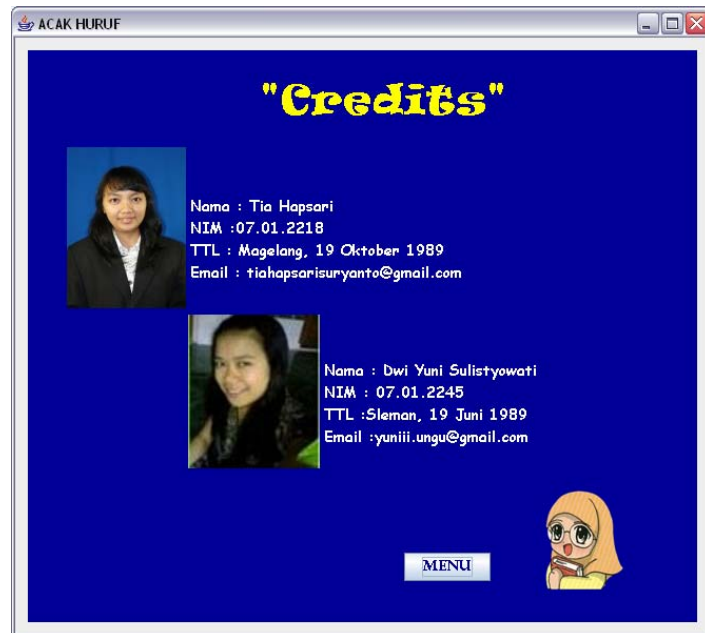 ACAK HURUF
"Credits"
Nama : Tia Hapsari
NIM :07.01.2218
TTL : Magelang, 19 Oktober 1989
Email : tiahapsarisuryanto@gmail.com
Nama : Dwi Yuni Sulistyowati
NIM : 07.01.2245
TTL :Sleman, 19 Juni 1989
Email :yuniii.ungu@gmail.com
MENU